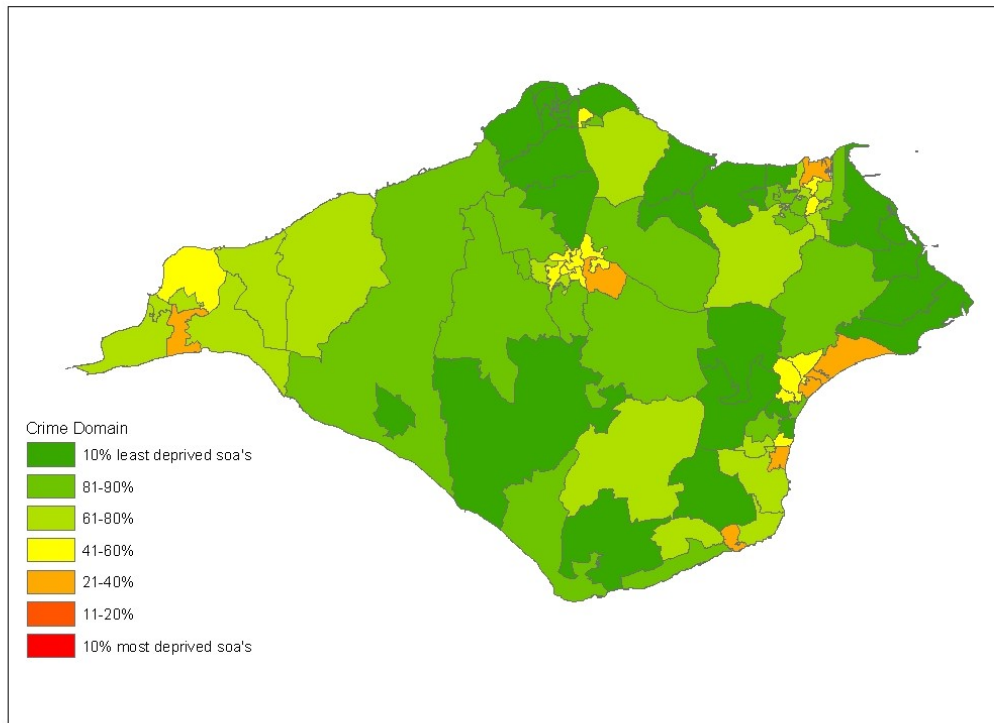 Crime Domain
10% least deprived soa's
81-90%
61-80%
41-60%
21-40%
11-20%
10% most deprived soa's